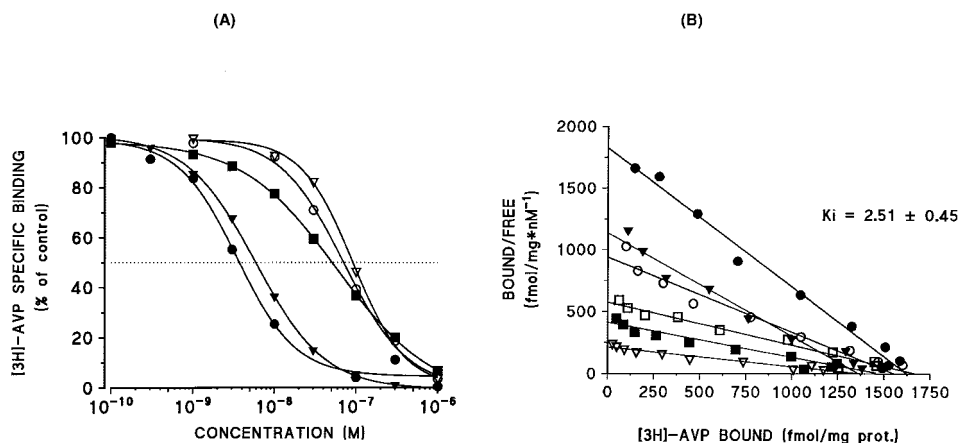 (A)
(B)
[3H]-AVP SPECIFIC BINDING
(% of control)
100
80
60
40
20
0
10⁻¹⁰
10⁻⁹
10⁻⁸
10⁻⁷
10⁻⁶
CONCENTRATION (M)
BOUND/FREE
(fmol/mg*nM⁻¹)
2000
1500
1000
500
0
Ki = 2.51 ± 0.45
0
250
500
750
1000
1250
1500
1750
[3H]-AVP BOUND (fmol/mg prot.)